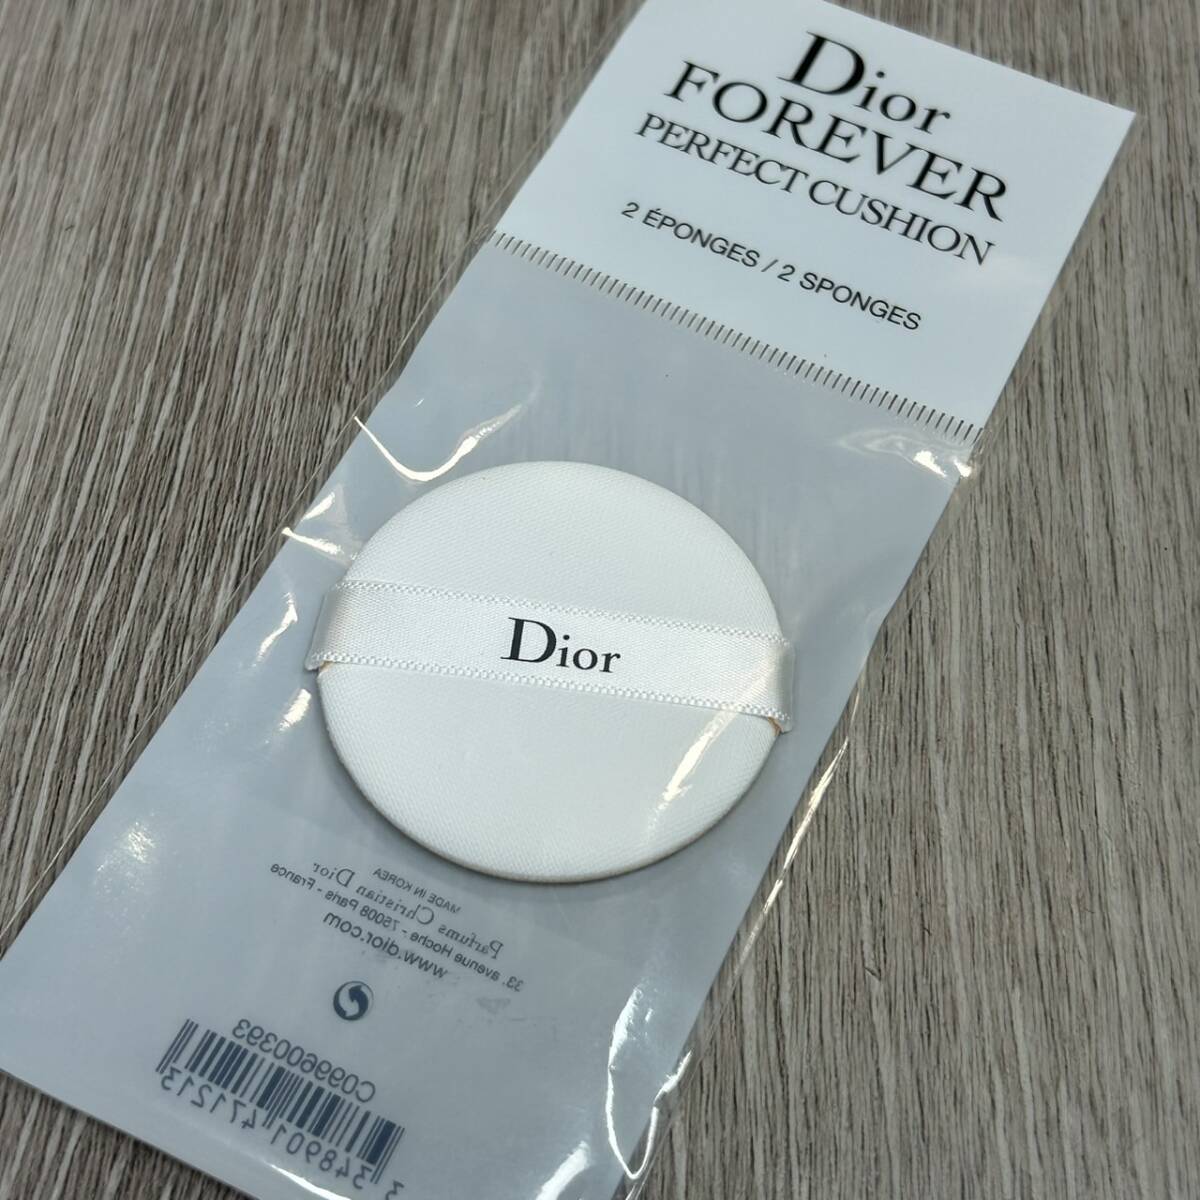 Dior
FOREVER
PERFECT CUSHION
2 ÉPONGES / 2 SPONGES
Dior
MADE IN KOREA
Parfums Christian Dior
33, avenue Hoche - 75008 Paris - France
www.dior.com
C099600393
3 348901 471213